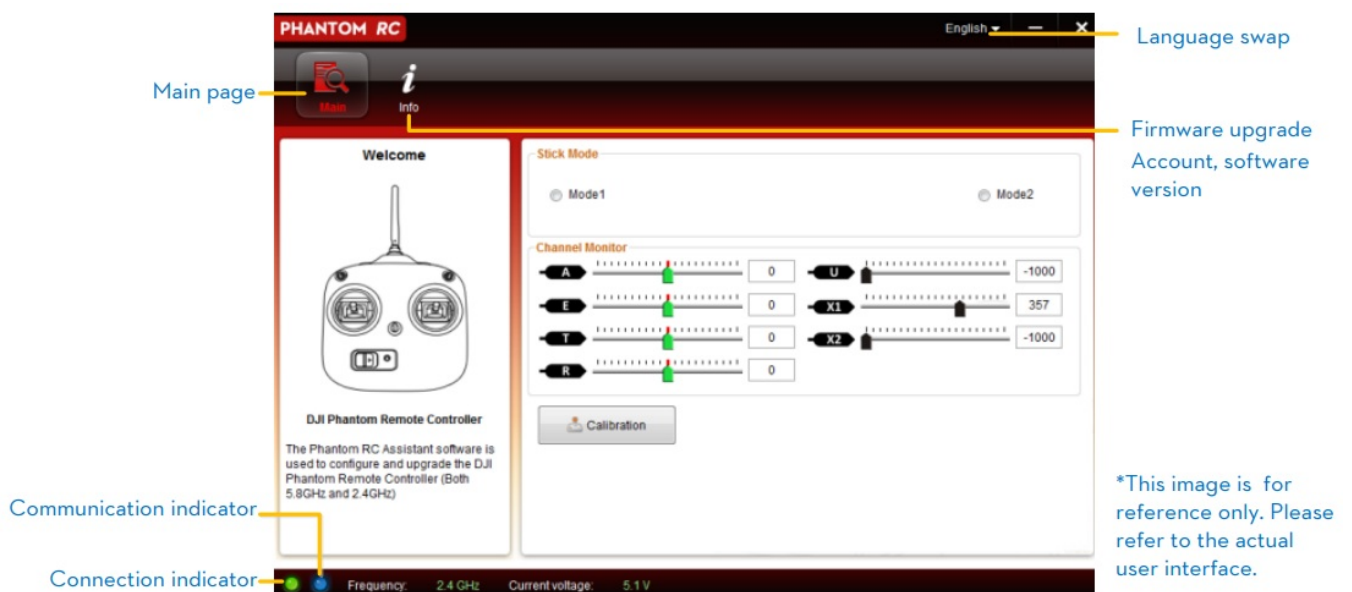 PHANTOM RC
English
Language swap
Main page
Main
Info
Firmware upgrade
Account, software
version
Welcome
DJI Phantom Remote Controller
The Phantom RC Assistant software is
used to configure and upgrade the DJI
Phantom Remote Controller (Both
5.8GHz and 2.4GHz)
Stick Mode
Mode1 Mode2
Channel Monitor
A 0 U -1000
E 0 X1 357
T 0 X2 -1000
R 0
Calibration
*This image is for
reference only. Please
refer to the actual
user interface.
Communication indicator
Connection indicator
Frequency: 2.4 GHz Current voltage: 5.1 V